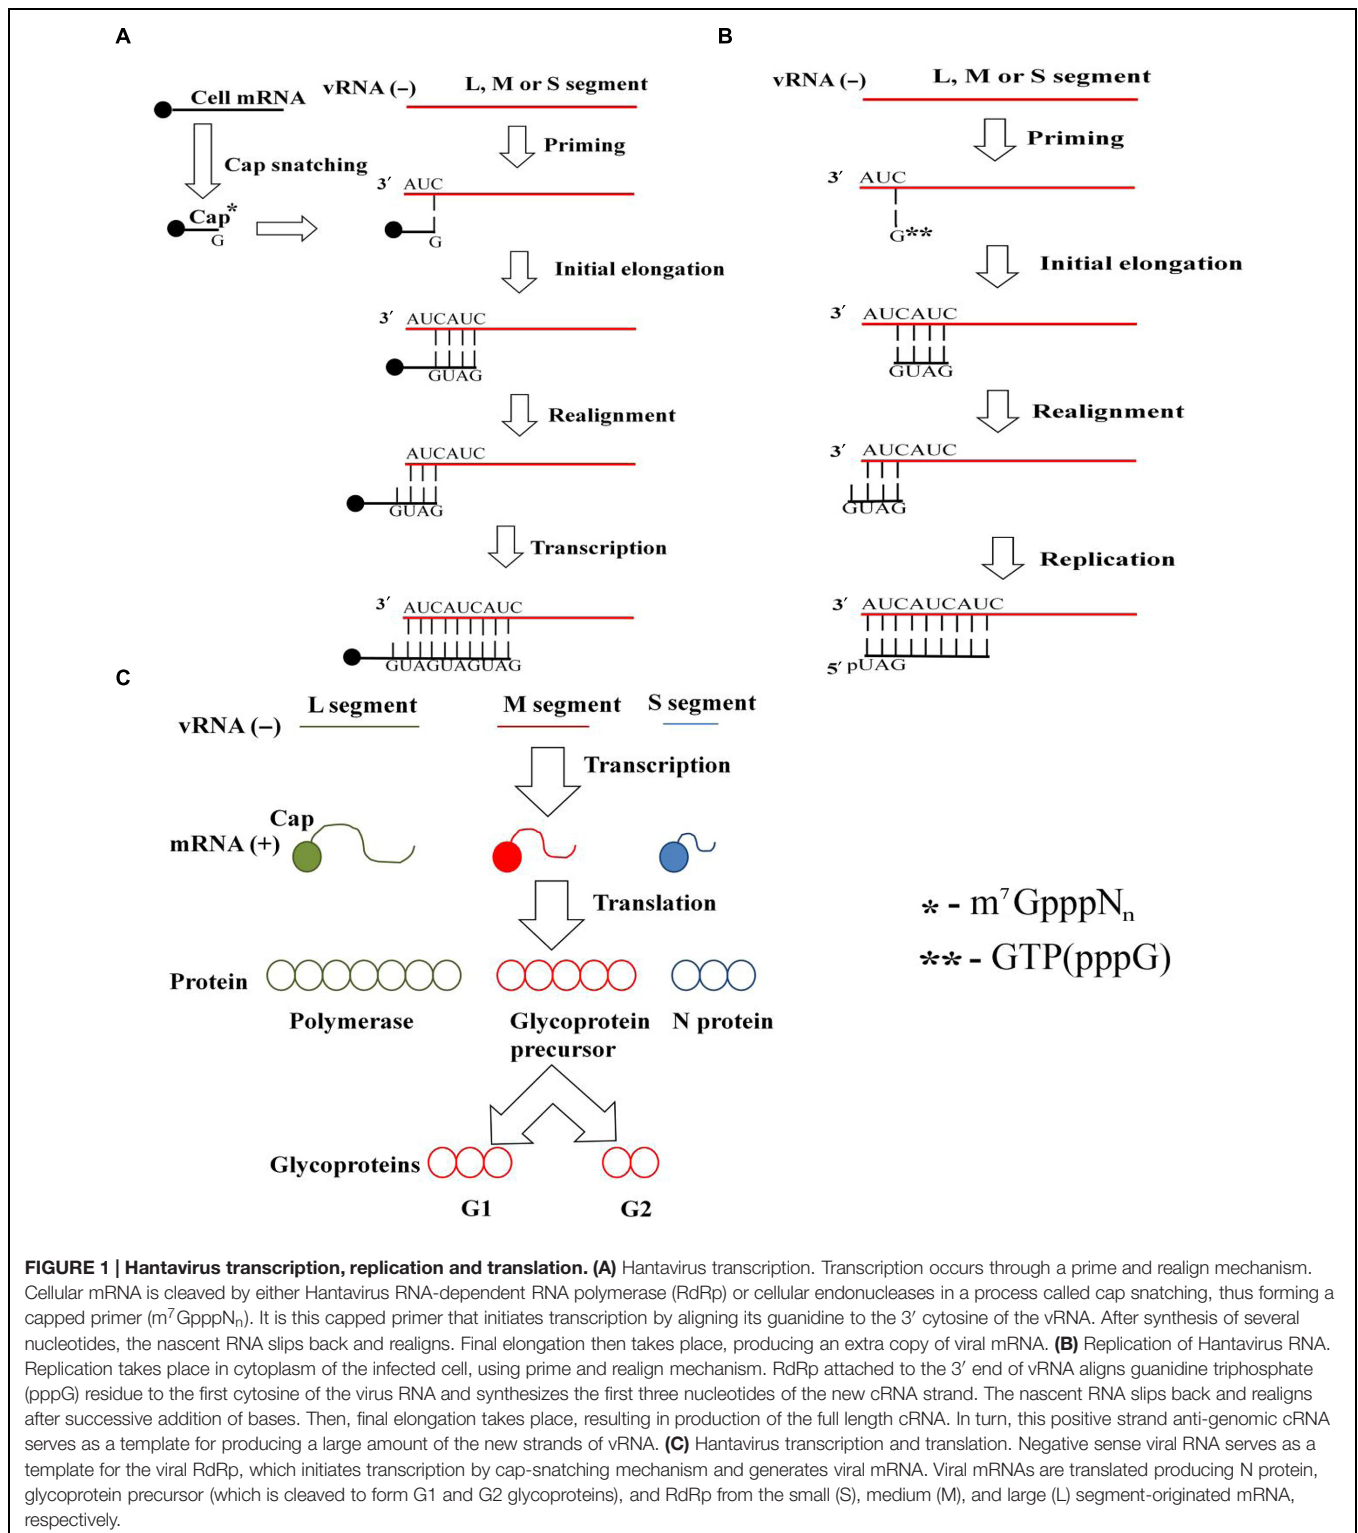 A
Cell mRNA
vRNA (–)
L, M or S segment
Cap snatching
Priming
3′ AUC
Cap*
G
G
Initial elongation
3′ AUCAUC
GUAG
Realignment
AUCAUC
GUAG
Transcription
3′ AUCAUCAUC
GUAGUAGUAG
B
vRNA (–)
L, M or S segment
Priming
3′ AUC
G**
Initial elongation
3′ AUCAUC
GUAG
Realignment
3′ AUCAUC
GUAG
Replication
3′ AUCAUCAUC
5′ pUAG
C
vRNA (–)
L segment
M segment
S segment
Transcription
Cap
mRNA (+)
Translation
Protein
Polymerase
Glycoprotein
precursor
N protein
Glycoproteins
G1
G2
* - m⁷GpppNₙ
** - GTP(pppG)
FIGURE 1 | Hantavirus transcription, replication and translation. (A) Hantavirus transcription. Transcription occurs through a prime and realign mechanism.
Cellular mRNA is cleaved by either Hantavirus RNA-dependent RNA polymerase (RdRp) or cellular endonucleases in a process called cap snatching, thus forming a
capped primer (m⁷GpppNₙ). It is this capped primer that initiates transcription by aligning its guanidine to the 3′ cytosine of the vRNA. After synthesis of several
nucleotides, the nascent RNA slips back and realigns. Final elongation then takes place, producing an extra copy of viral mRNA. (B) Replication of Hantavirus RNA.
Replication takes place in cytoplasm of the infected cell, using prime and realign mechanism. RdRp attached to the 3′ end of vRNA aligns guanidine triphosphate
(pppG) residue to the first cytosine of the virus RNA and synthesizes the first three nucleotides of the new cRNA strand. The nascent RNA slips back and realigns
after successive addition of bases. Then, final elongation takes place, resulting in production of the full length cRNA. In turn, this positive strand anti-genomic cRNA
serves as a template for producing a large amount of the new strands of vRNA. (C) Hantavirus transcription and translation. Negative sense viral RNA serves as a
template for the viral RdRp, which initiates transcription by cap-snatching mechanism and generates viral mRNA. Viral mRNAs are translated producing N protein,
glycoprotein precursor (which is cleaved to form G1 and G2 glycoproteins), and RdRp from the small (S), medium (M), and large (L) segment-originated mRNA,
respectively.